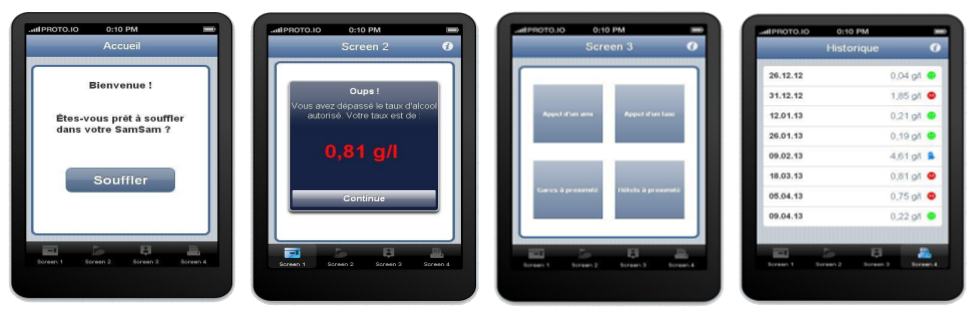 PROTO.IO 0:10 PM
Accueil
Bienvenue !
Êtes-vous prêt à souffler
dans votre SamSam ?
Souffler
Screen 1 Screen 2 Screen 3 Screen 4
PROTO.IO 0:10 PM
Screen 2
Oups !
Vous avez dépassé le taux d'alcool
autorisé. Votre taux est de :
0,81 g/l
Continue
Screen 1 Screen 2 Screen 3 Screen 4
PROTO.IO 0:10 PM
Screen 3
Appel d'un ami Appel d'un taxi
Gares à proximité Hôtels à proximité
Screen 1 Screen 2 Screen 3 Screen 4
PROTO.IO 0:10 PM
Historique
26.12.12 0,04 g/l
31.12.12 1,85 g/l
12.01.13 0,21 g/l
26.01.13 0,19 g/l
09.02.13 4,61 g/l
18.03.13 0,81 g/l
05.04.13 0,75 g/l
09.04.13 0,22 g/l
Screen 1 Screen 2 Screen 3 Screen 4